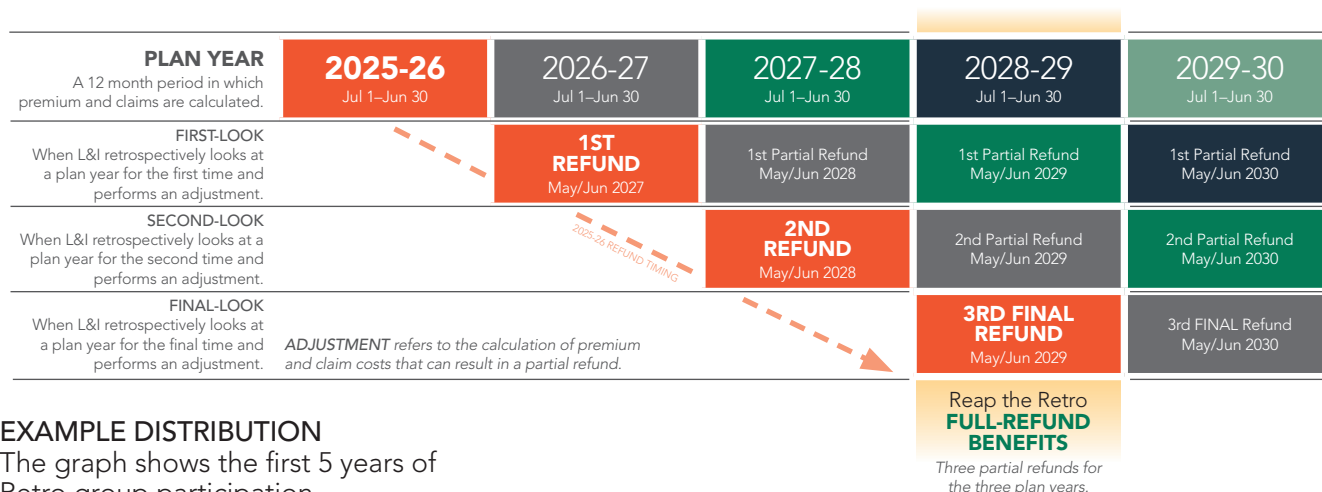 PLAN YEAR
A 12 month period in which
premium and claims are calculated.
2025-26
Jul 1–Jun 30
2026-27
Jul 1–Jun 30
2027-28
Jul 1–Jun 30
2028-29
Jul 1–Jun 30
2029-30
Jul 1–Jun 30
FIRST-LOOK
When L&I retrospectively looks at
a plan year for the first time and
performs an adjustment.
1ST
REFUND
May/Jun 2027
1st Partial Refund
May/Jun 2028
1st Partial Refund
May/Jun 2029
1st Partial Refund
May/Jun 2030
SECOND-LOOK
When L&I retrospectively looks at a
plan year for the second time and
performs an adjustment.
2025-26 REFUND TIMING
2ND
REFUND
May/Jun 2028
2nd Partial Refund
May/Jun 2029
2nd Partial Refund
May/Jun 2030
FINAL-LOOK
When L&I retrospectively looks at
a plan year for the final time and
performs an adjustment.
ADJUSTMENT refers to the calculation of premium
and claim costs that can result in a partial refund.
3RD FINAL
REFUND
May/Jun 2029
3rd FINAL Refund
May/Jun 2030
Reap the Retro
FULL-REFUND
BENEFITS
Three partial refunds for
the three plan years.
EXAMPLE DISTRIBUTION
The graph shows the first 5 years of
Retro group participation